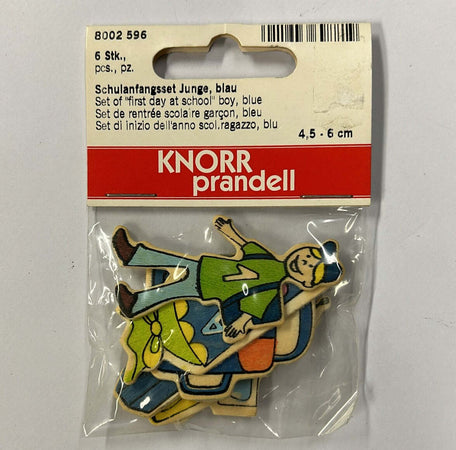 8002 596
6 Stk.,
pcs., pz.
Schulanfangsset Junge, blau
Set of "first day at school" boy, blue
Set de rentrée scolaire garçon, bleu
Set di inizio dell'anno scol.ragazzo, blu
4,5 - 6 cm
KNORR
prandell